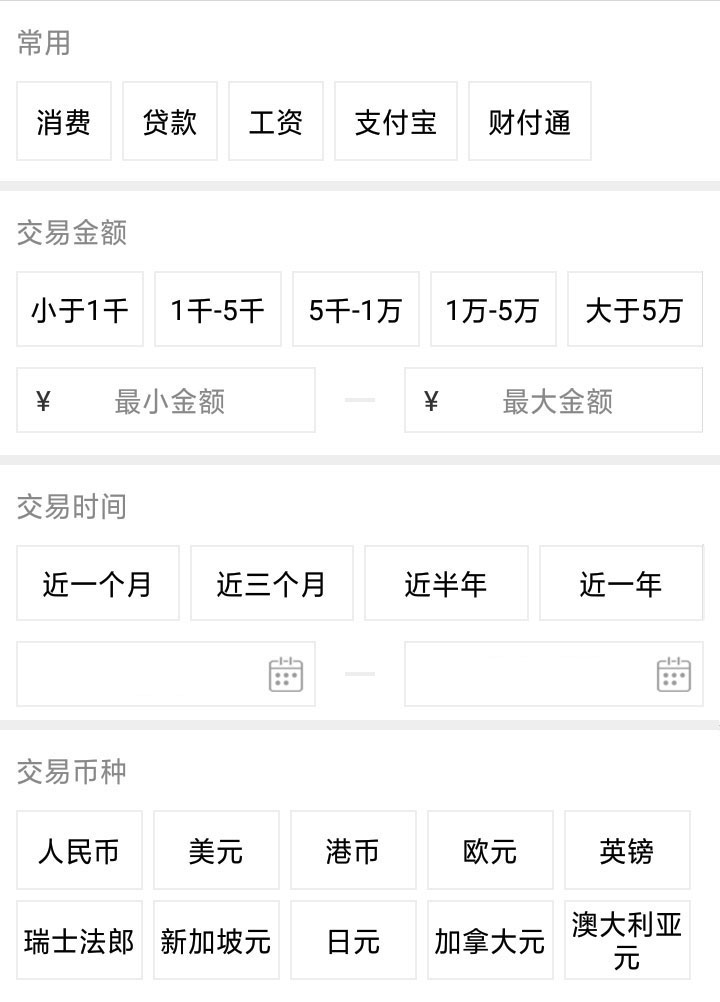 常用
消费 贷款 工资 支付宝 财付通
交易金额
小于1千 1千-5千 5千-1万 1万-5万 大于5万
¥ 最小金额 — ¥ 最大金额
交易时间
近一个月 近三个月 近半年 近一年
交易币种
人民币 美元 港币 欧元 英镑
瑞士法郎 新加坡元 日元 加拿大元 澳大利亚
元